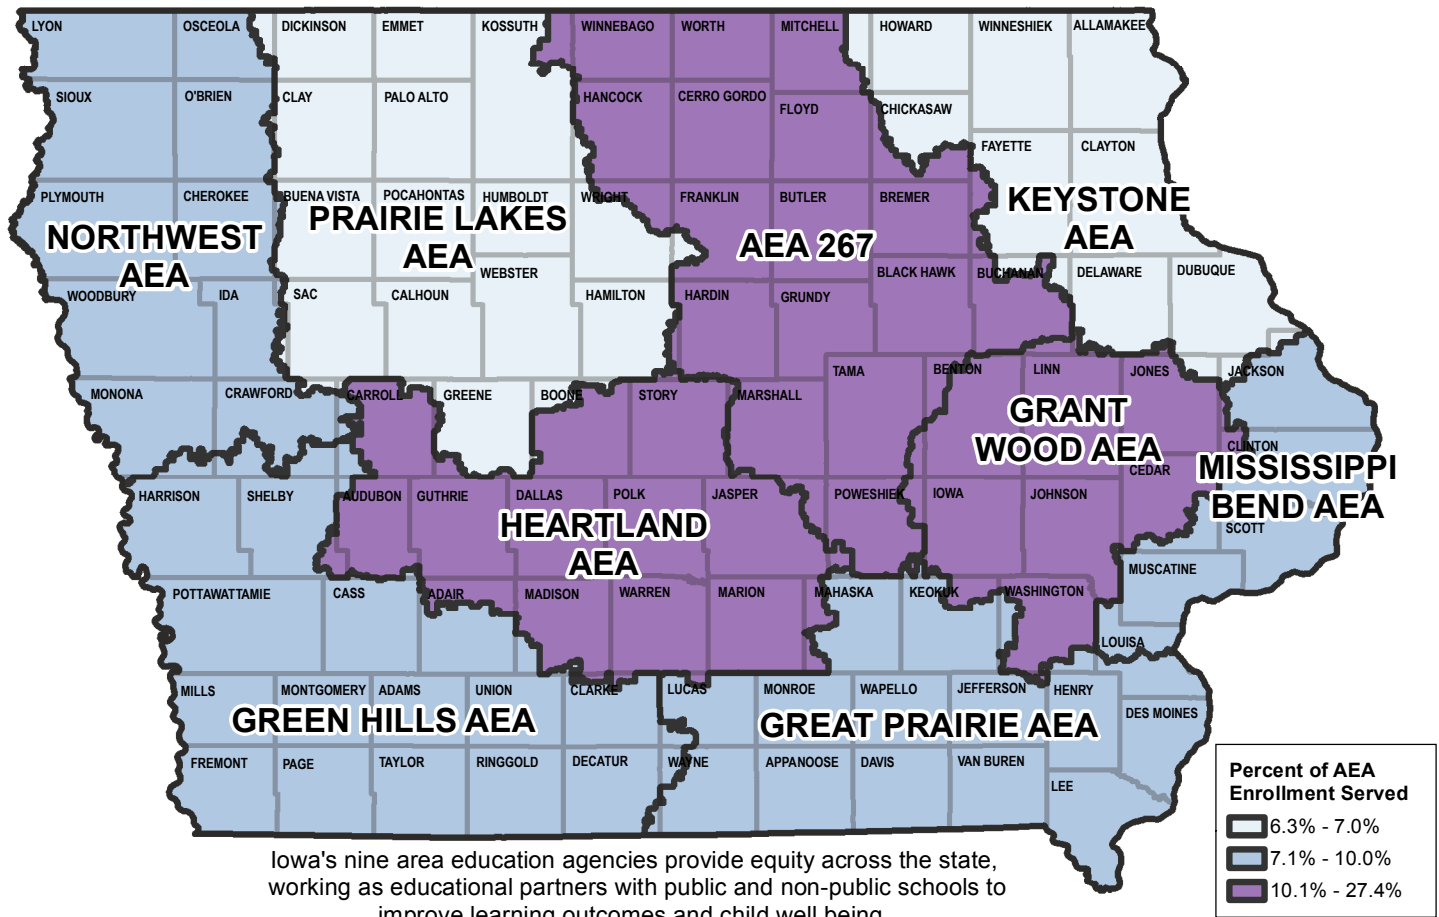 LYON OSCEOLA DICKINSON EMMET KOSSUTH WINNEBAGO WORTH MITCHELL HOWARD WINNESHIEK ALLAMAKEE
SIOUX O'BRIEN CLAY PALO ALTO HANCOCK CERRO GORDO FLOYD CHICKASAW
FAYETTE CLAYTON
PLYMOUTH CHEROKEE BUENA VISTA POCAHONTAS HUMBOLDT WRIGHT FRANKLIN BUTLER BREMER
KEYSTONE
AEA
PRAIRIE LAKES
AEA
NORTHWEST
AEA
AEA 267
WEBSTER BLACK HAWK BUCHANAN DELAWARE DUBUQUE
WOODBURY IDA SAC CALHOUN HAMILTON HARDIN GRUNDY
MONONA CRAWFORD CARROLL GREENE BOONE STORY MARSHALL TAMA BENTON LINN JONES JACKSON
GRANT
WOOD AEA
CLINTON
CEDAR
MISSISSIPPI
BEND AEA
SCOTT
HARRISON SHELBY AUDUBON GUTHRIE DALLAS POLK JASPER POWESHIEK IOWA JOHNSON
HEARTLAND
AEA
MUSCATINE
POTTAWATTAMIE CASS ADAIR MADISON WARREN MARION MAHASKA KEOKUK WASHINGTON
LOUISA
MILLS MONTGOMERY ADAMS UNION CLARKE LUCAS MONROE WAPELLO JEFFERSON HENRY
DES MOINES
GREEN HILLS AEA
GREAT PRAIRIE AEA
FREMONT PAGE TAYLOR RINGGOLD DECATUR WAYNE APPANOOSE DAVIS VAN BUREN
LEE
Percent of AEA
Enrollment Served
6.3% - 7.0%
7.1% - 10.0%
10.1% - 27.4%
Iowa's nine area education agencies provide equity across the state,
working as educational partners with public and non-public schools to
improve learning outcomes and child well being